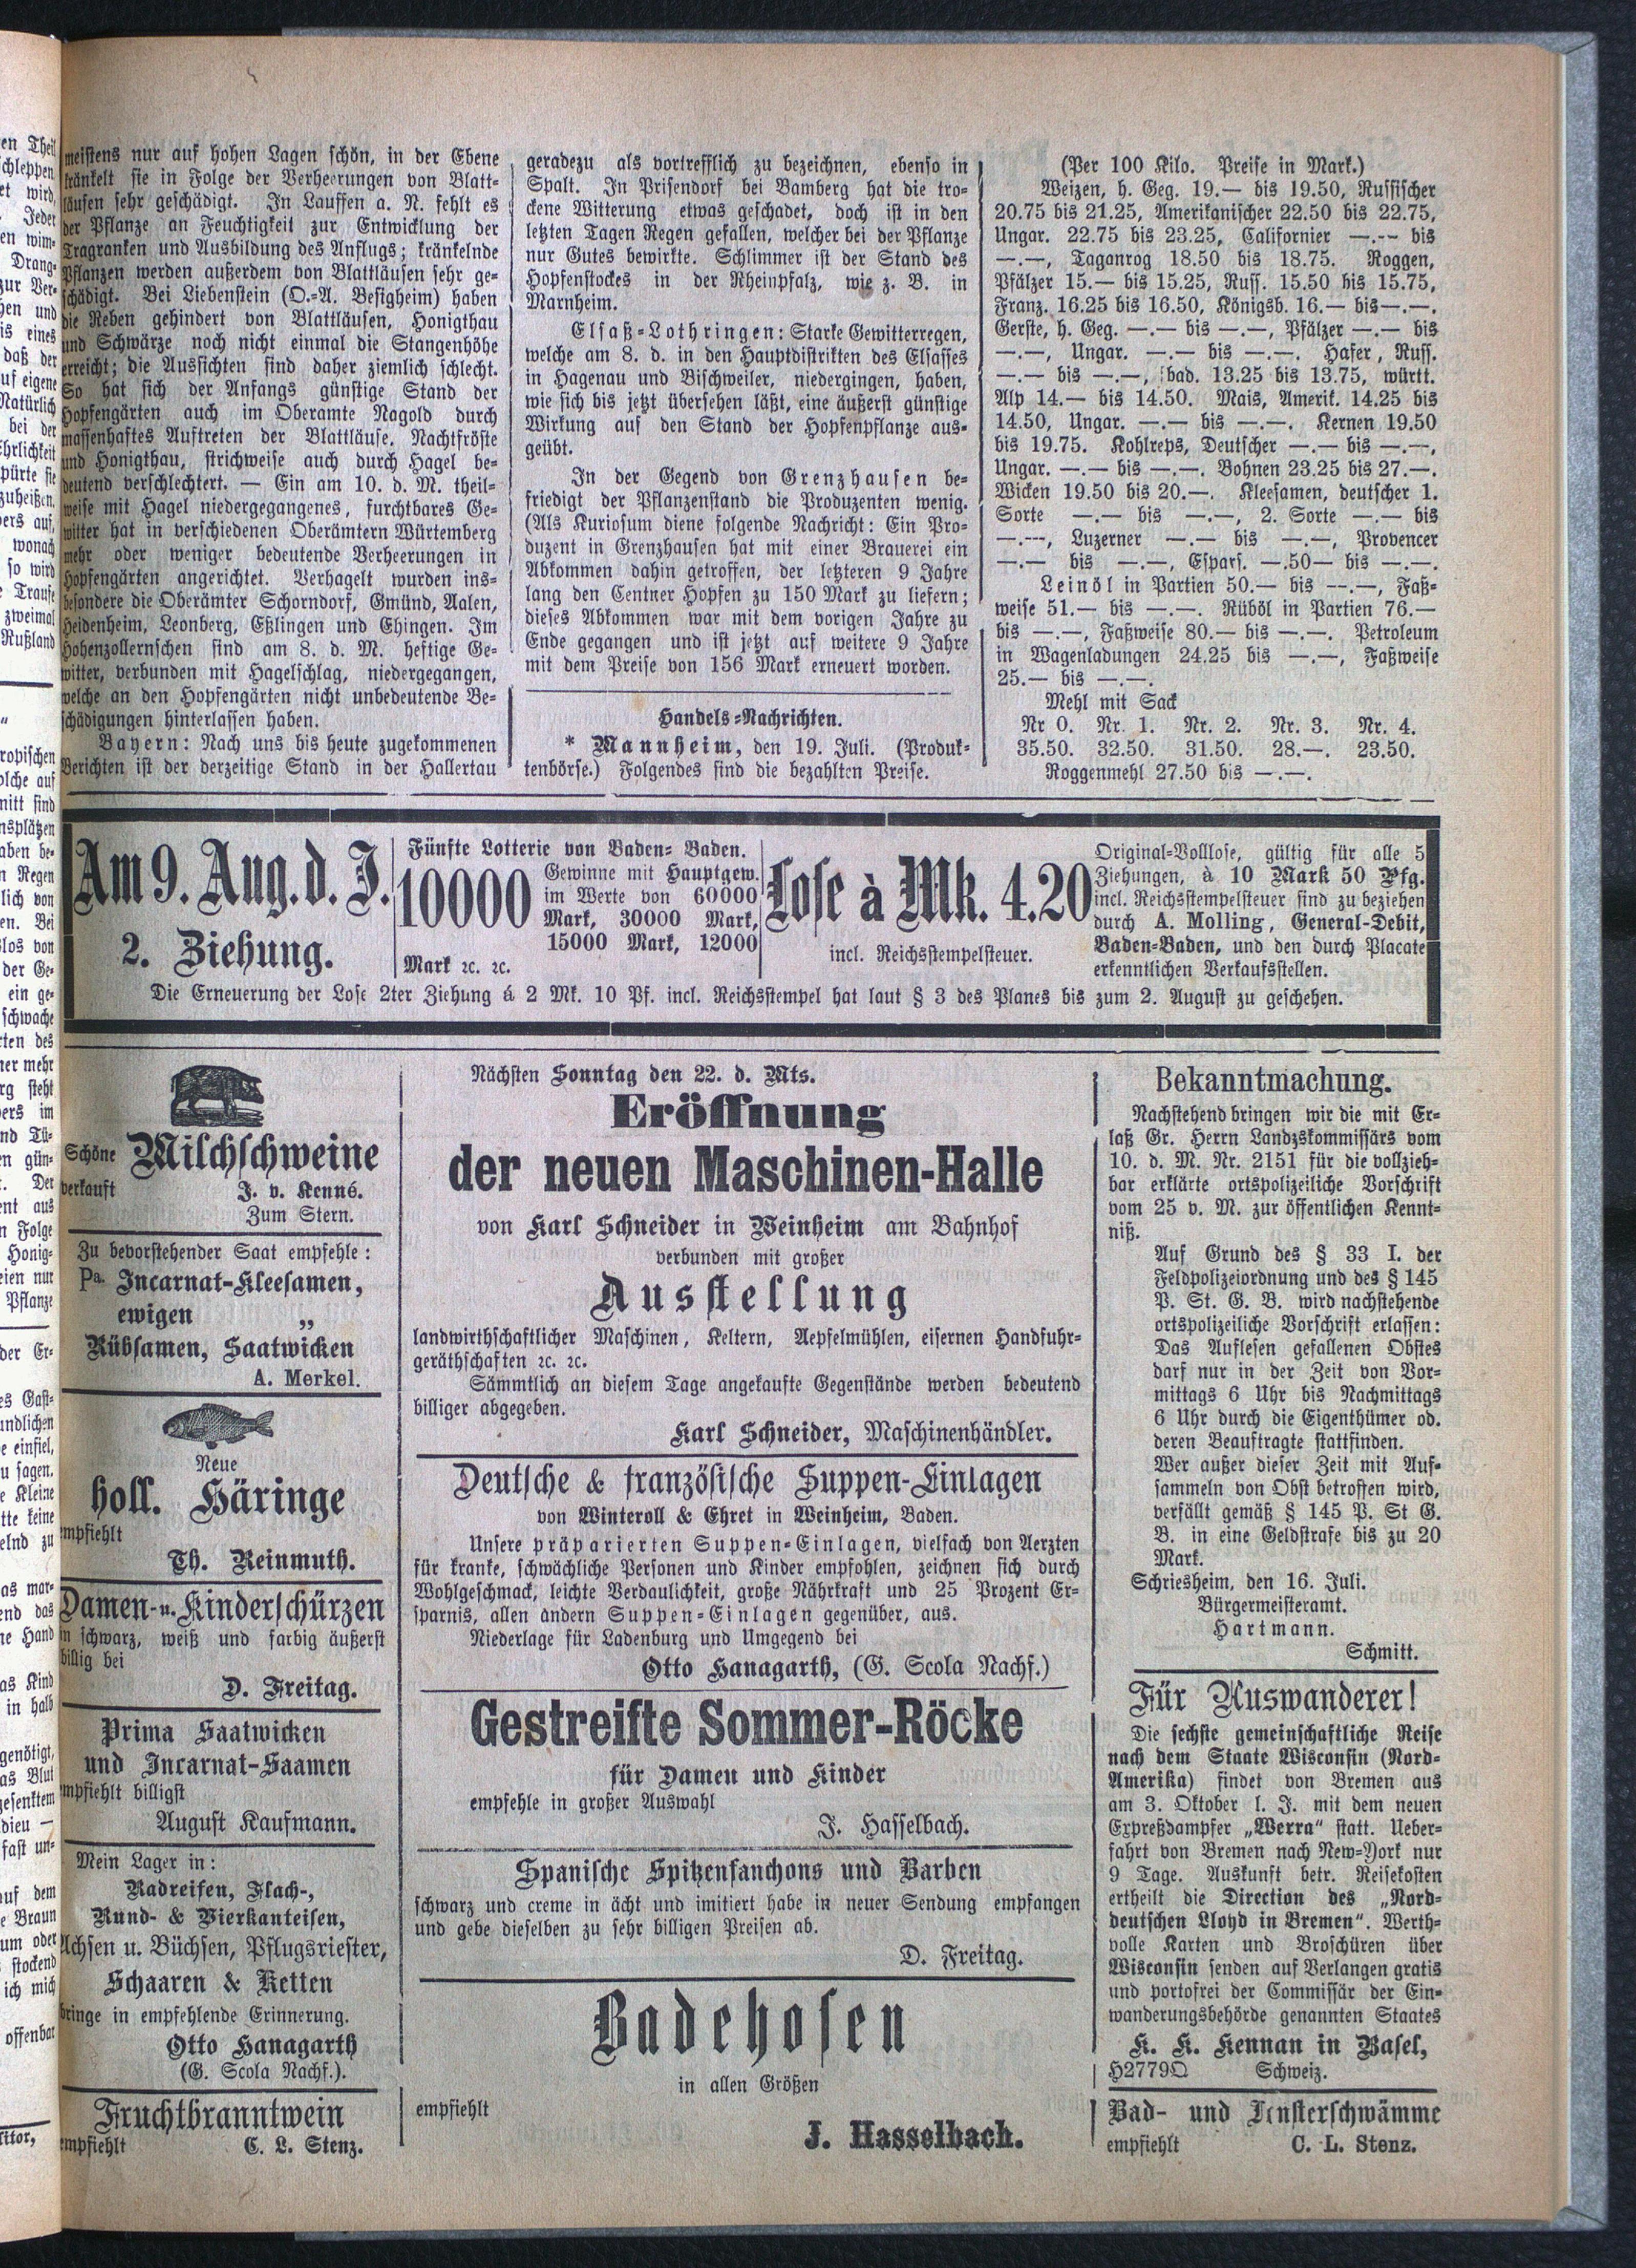 meistens nur auf hohen Lagen schön, in der Ebene
kränkelt sie in Folge der Verheerungen von Blatt-
läusen sehr geschädigt. In Lauffen a. N. fehlt es
der Pflanze an Feuchtigkeit zur Entwicklung der
Tragranken und Ausbildung des Anflugs; kränkelnde
Pflanzen werden außerdem von Blattläusen sehr ge-
schädigt. Bei Liebenstein (O.-A. Besigheim) haben
die Reben gehindert von Blattläusen, Honigthau
und Schwärze noch nicht einmal die Stangenhöhe
erreicht; die Aussichten sind daher ziemlich schlecht.
So hat sich der Anfangs günstige Stand der
Hopfengärten auch im Oberamte Nagold durch
massenhaftes Auftreten der Blattläuse, Nachtfröste
und Honigthau, strichweise auch durch Hagel be-
deutend verschlechtert. — Ein am 10. d. M. theil-
weise mit Hagel niedergegangenes, furchtbares Ge-
witter hat in verschiedenen Oberämtern Würtemberg
mehr oder weniger bedeutende Verheerungen in
Hopfengärten angerichtet. Verhagelt wurden ins-
besondere die Oberämter Schorndorf, Gmünd, Aalen,
Heidenheim, Leonberg, Eßlingen und Ehingen. Im
Hohenzollernschen sind am 8. d. M. heftige Ge-
witter, verbunden mit Hagelschlag, niedergegangen,
welche an den Hopfengärten nicht unbedeutende Be-
schädigungen hinterlassen haben.
Bayern: Nach uns bis heute zugekommenen
Berichten ist der derzeitige Stand in der Hallertau
geradezu als vortrefflich zu bezeichnen, ebenso in
Spalt. In Prisendorf bei Bamberg hat die tro-
ckene Witterung etwas geschadet, doch ist in den
letzten Tagen Regen gefallen, welcher bei der Pflanze
nur Gutes bewirkte. Schlimmer ist der Stand des
Hopfenstockes in der Rheinpfalz, wie z. B. in
Marnheim.
Elsaß-Lothringen: Starke Gewitterregen,
welche am 8. d. in den Hauptdistrikten des Elsasses
in Hagenau und Bischweiler, niedergingen, haben,
wie sich bis jetzt übersehen läßt, eine äußerst günstige
Wirkung auf den Stand der Hopfenpflanze aus-
geübt.
In der Gegend von Grenzhausen be-
friedigt der Pflanzenstand die Produzenten wenig.
(Als Kuriosum diene folgende Nachricht: Ein Pro-
duzent in Grenzhausen hat mit einer Brauerei ein
Abkommen dahin getroffen, der letzteren 9 Jahre
lang den Centner Hopfen zu 150 Mark zu liefern;
dieses Abkommen war mit dem vorigen Jahre zu
Ende gegangen und ist jetzt auf weitere 9 Jahre
mit dem Preise von 156 Mark erneuert worden.
Handels-Nachrichten.
* Mannheim, den 19. Juli. (Produk-
tenbörse.) Folgendes sind die bezahlten Preise.
(Per 100 Kilo. Preise in Mark.)
Weizen, h. Geg. 19.— bis 19.50, Russischer
20.75 bis 21.25, Amerikanischer 22.50 bis 22.75,
Ungar. 22.75 bis 23.25, Californier —.-- bis
—.—, Taganrog 18.50 bis 18.75. Roggen,
Pfälzer 15.— bis 15.25, Russ. 15.50 bis 15.75,
Franz. 16.25 bis 16.50, Königsb. 16.— bis—.—.
Gerste, h. Geg. —.— bis —.—, Pfälzer —.— bis
—.—, Ungar. —.— bis —.—. Hafer, Russ.
—.— bis —.—, bad. 13.25 bis 13.75, württ.
Alp 14.— bis 14.50. Mais, Amerik. 14.25 bis
14.50, Ungar. —.— bis —.—. Kernen 19.50
bis 19.75. Kohlreps, Deutscher —.— bis —.—,
Ungar. —.— bis —.—. Bohnen 23.25 bis 27.—.
Wicken 19.50 bis 20.—. Kleesamen, deutscher 1.
Sorte —.— bis —.—, 2. Sorte —.— bis
—.--, Luzerner —.— bis —.—, Provencer
—.— bis —.—, Espars. —.50— bis —.—.
Leinöl in Partien 50.— bis --.—, Faß-
weise 51.— bis —.—. Rüböl in Partien 76.—
bis —.—, Faßweise 80.— bis —.—. Petroleum
in Wagenladungen 24.25 bis —.—, Faßweise
25.— bis —.—.
Mehl mit Sack
Nr 0. Nr. 1. Nr. 2. Nr. 3. Nr. 4.
35.50. 32.50. 31.50. 28.—. 23.50.
Roggenmehl 27.50 bis —.—.
Am 9. Aug. d. J.
2. Ziehung.
Fünfte Lotterie von Baden-Baden.
10000 Gewinne mit Hauptgew.
im Werte von 60000
Mark, 30000 Mark,
15000 Mark, 12000
Mark ꝛc. ꝛc.
Lose à Mk. 4.20
incl. Reichsstempelsteuer.
Original-Vollose, gültig für alle 5
Ziehungen, à 10 Mark 50 Pfg.
incl. Reichsstempelsteuer sind zu beziehen
durch A. Molling, General-Debit,
Baden-Baden, und den durch Placate
erkenntlichen Verkaufsstellen.
Die Erneuerung der Lose 2ter Ziehung á 2 Mk. 10 Pf. incl. Reichsstempel hat laut § 3 des Planes bis zum 2. August zu geschehen.
Schöne Milchschweine
verkauft J. v. Kenné.
Zum Stern.
Zu bevorstehender Saat empfehle:
Pa. Incarnat-Kleesamen,
ewigen „
Rübsamen, Saatwicken
A. Merkel.
Neue
holl. Häringe
empfiehlt
Th. Reinmuth.
Damen- u. Kinderschürzen
in schwarz, weiß und farbig äußerst
billig bei
D. Freitag.
Prima Saatwicken
und Incarnat-Saamen
empfiehlt billigst
August Kaufmann.
Mein Lager in:
Radreifen, Flach-,
Rund- & Vierkanteisen,
Achsen u. Büchsen, Pflugsriester,
Schaaren & Ketten
bringe in empfehlende Erinnerung.
Otto Hanagarth
(G. Scola Nachf.).
Fruchtbranntwein
empfiehlt C. L. Stenz.
Nächsten Sonntag den 22. d. Mts.
Eröffnung
der neuen Maschinen-Halle
von Karl Schneider in Weinheim am Bahnhof
verbunden mit großer
Ausstellung
landwirthschaftlicher Maschinen, Keltern, Aepfelmühlen, eisernen Handfuhr-
geräthschaften ꝛc. ꝛc.
Sämmtlich an diesem Tage angekaufte Gegenstände werden bedeutend
billiger abgegeben.
Karl Schneider, Maschinenhändler.
Deutsche & französische Suppen-Einlagen
von Winteroll & Ehret in Weinheim, Baden.
Unsere präparierten Suppen-Einlagen, vielfach von Aerzten
für kranke, schwächliche Personen und Kinder empfohlen, zeichnen sich durch
Wohlgeschmack, leichte Verdaulichkeit, große Nährkraft und 25 Prozent Er-
sparnis, allen andern Suppen-Einlagen gegenüber, aus.
Niederlage für Ladenburg und Umgegend bei
Otto Hanagarth, (G. Scola Nachf.)
Gestreifte Sommer-Röcke
für Damen und Kinder
empfehle in großer Auswahl
J. Hasselbach.
Spanische Spitzenfanchons und Barben
schwarz und creme in ächt und imitiert habe in neuer Sendung empfangen
und gebe dieselben zu sehr billigen Preisen ab.
D. Freitag.
Badehosen
in allen Größen
empfiehlt
J. Hasselbach.
Bekanntmachung.
Nachstehend bringen wir die mit Er-
laß Gr. Herrn Landzskommissärs vom
10. d. M. Nr. 2151 für die vollzieh-
bar erklärte ortspolizeiliche Vorschrift
vom 25 v. M. zur öffentlichen Kennt-
niß.
Auf Grund des § 33 I. der
Feldpolizeiordnung und des § 145
P. St. G. B. wird nachstehende
ortspolizeiliche Vorschrift erlassen:
Das Auflesen gefallenen Obstes
darf nur in der Zeit von Vor-
mittags 6 Uhr bis Nachmittags
6 Uhr durch die Eigenthümer od.
deren Beauftragte stattfinden.
Wer außer dieser Zeit mit Auf-
sammeln von Obst betroffen wird,
verfällt gemäß § 145 P. St G.
B. in eine Geldstrafe bis zu 20
Mark.
Schriesheim, den 16. Juli.
Bürgermeisteramt.
Hartmann.
Schmitt.
Für Auswanderer!
Die sechste gemeinschaftliche Reise
nach dem Staate Wisconsin (Nord-
Amerika) findet von Bremen aus
am 3. Oktober l. J. mit dem neuen
Expreßdampfer „Werra“ statt. Ueber-
fahrt von Bremen nach New-York nur
9 Tage. Auskunft betr. Reisekosten
ertheilt die Direction des „Nord-
deutschen Lloyd in Bremen“. Werth-
volle Karten und Broschüren über
Wisconsin senden auf Verlangen gratis
und portofrei der Commissär der Ein-
wanderungsbehörde genannten Staates
K. K. Kennan in Basel,
H2779Q Schweiz.
Bad- und Fensterschwämme
empfiehlt C. L. Stenz.